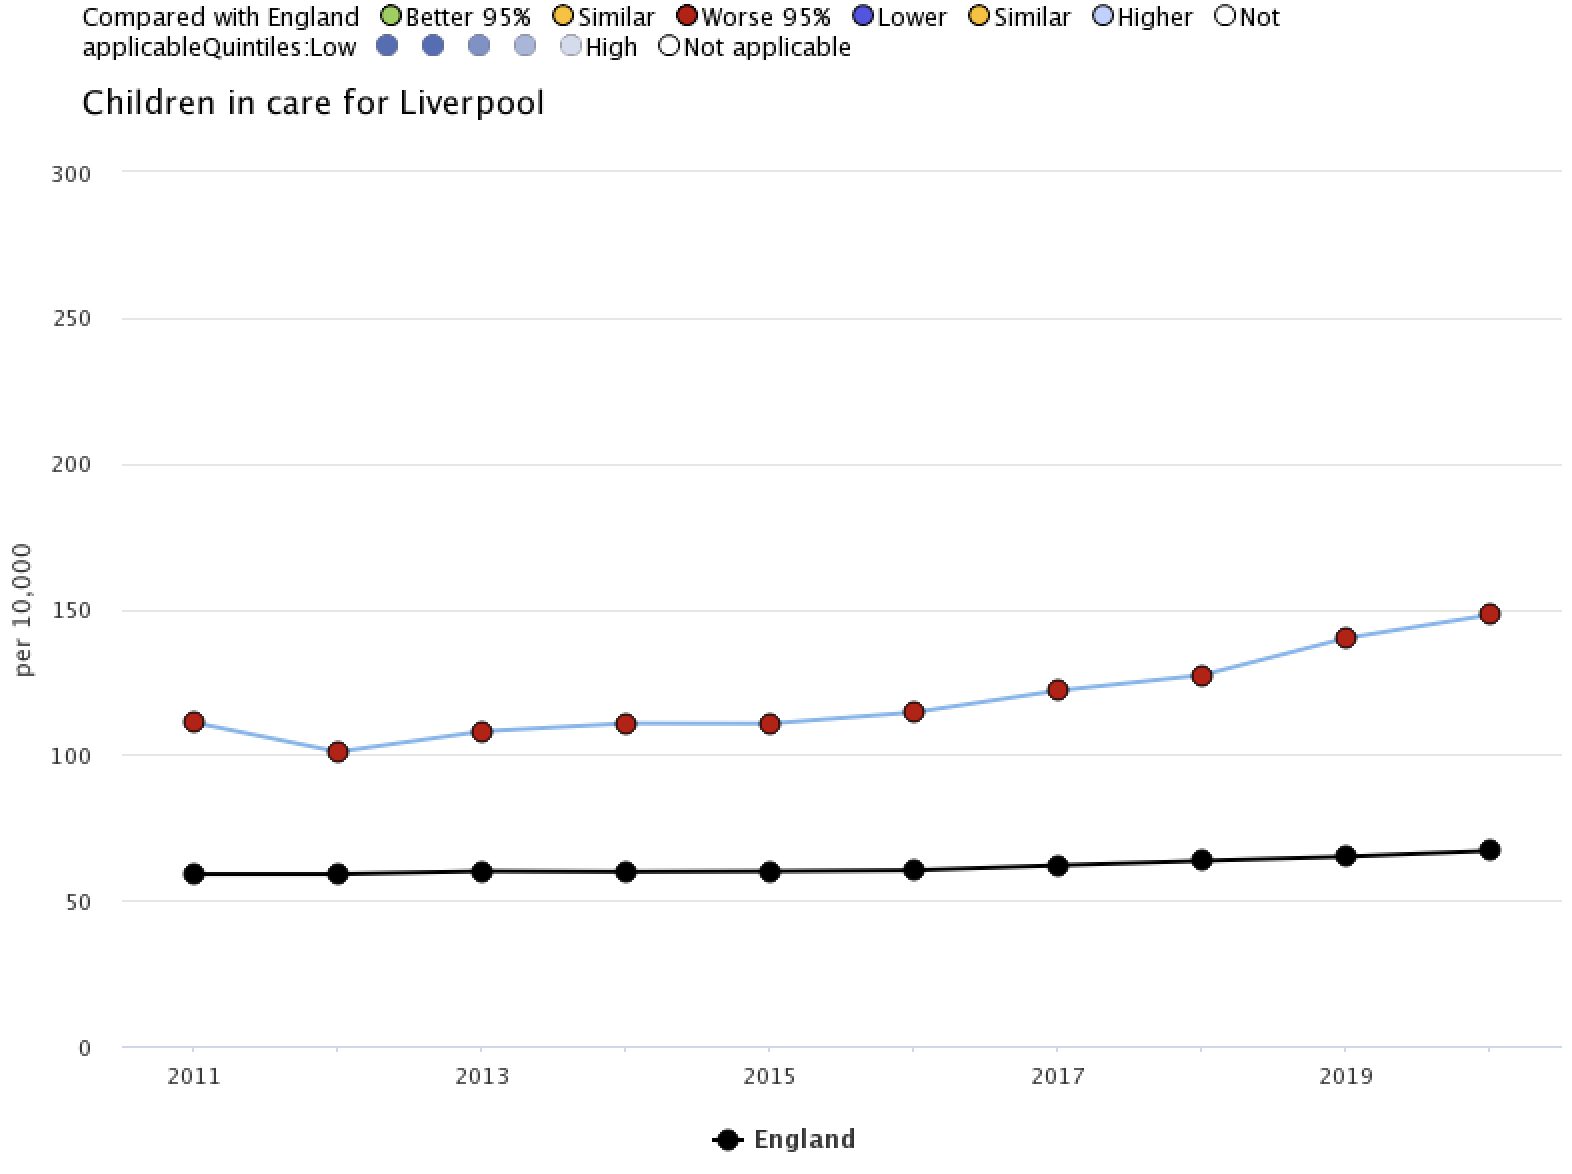 Compared with England Better 95% Similar Worse 95% Lower Similar Higher Not
applicableQuintiles:Low High Not applicable
Children in care for Liverpool
300
250
200
150
100
50
0
per 10,000
2011 2013 2015 2017 2019
England